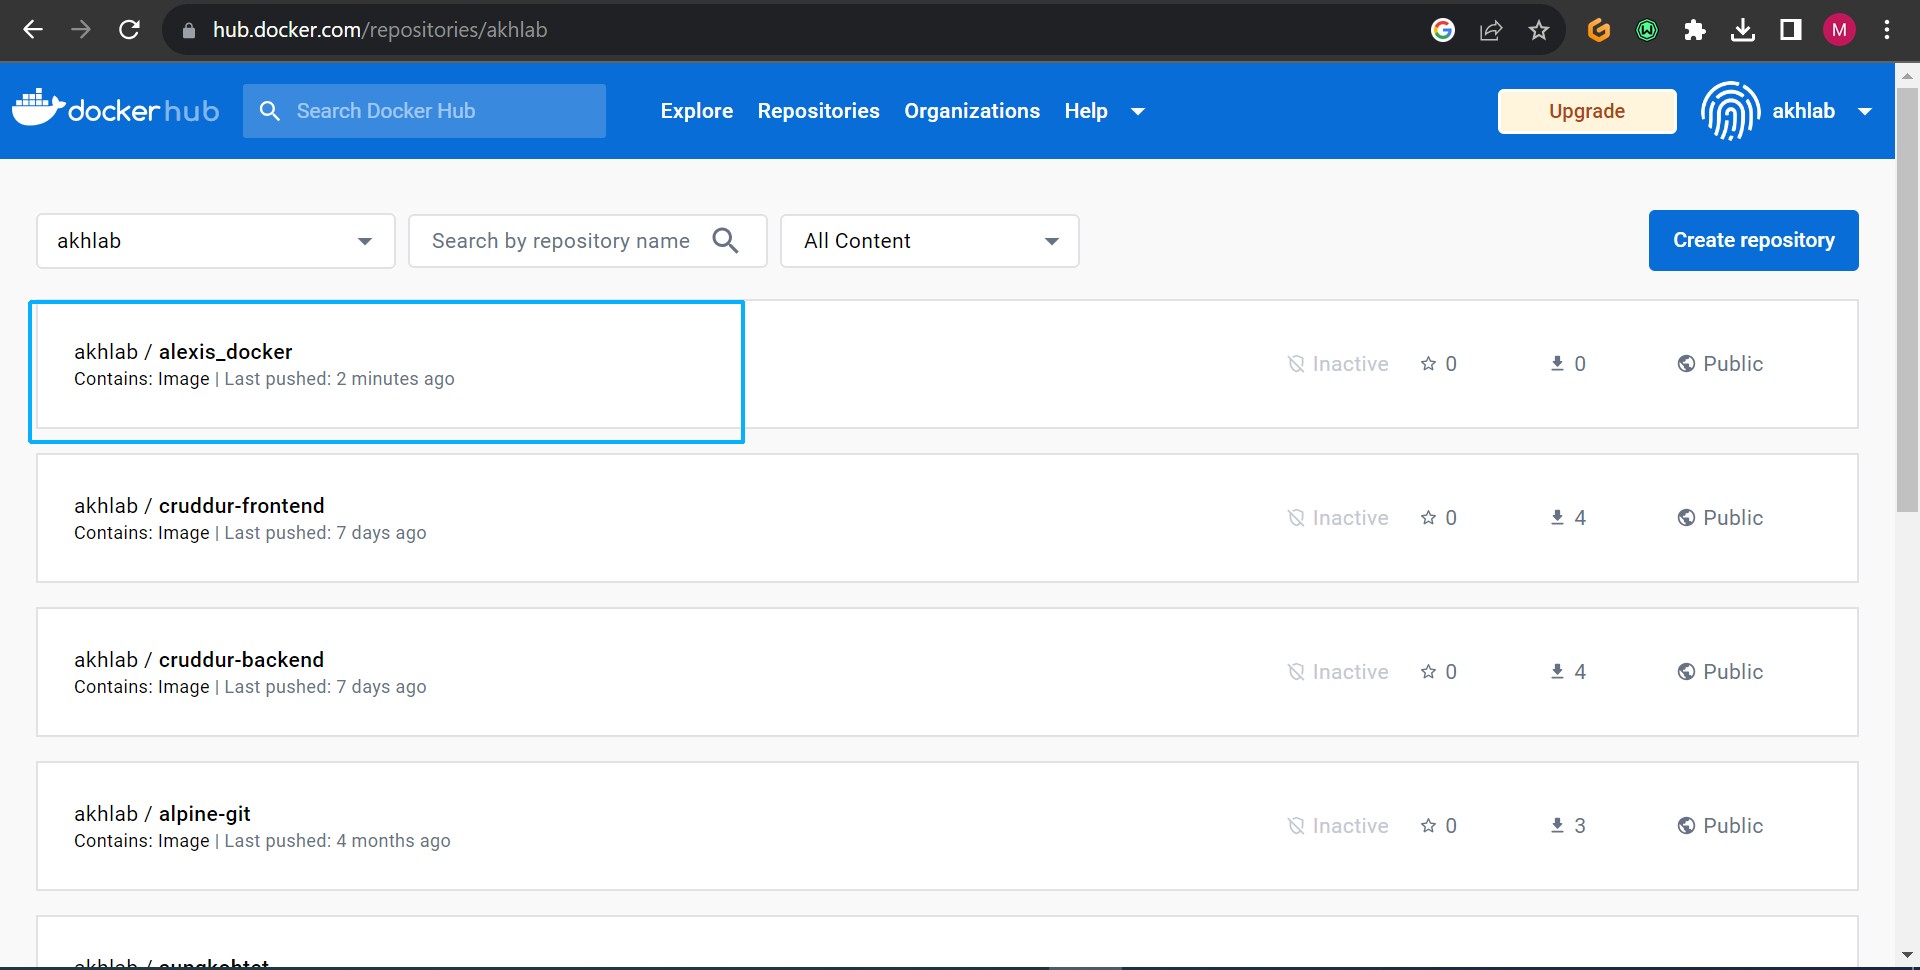 hub.docker.com/repositories/akhlab
M
docker hub
Search Docker Hub
Explore Repositories Organizations Help
Upgrade
akhlab
akhlab
Search by repository name
All Content
Create repository
akhlab / alexis_docker
Contains: Image | Last pushed: 2 minutes ago
Inactive 0 0 Public
akhlab / cruddur-frontend
Contains: Image | Last pushed: 7 days ago
Inactive 0 4 Public
akhlab / cruddur-backend
Contains: Image | Last pushed: 7 days ago
Inactive 0 4 Public
akhlab / alpine-git
Contains: Image | Last pushed: 4 months ago
Inactive 0 3 Public
akhlab /